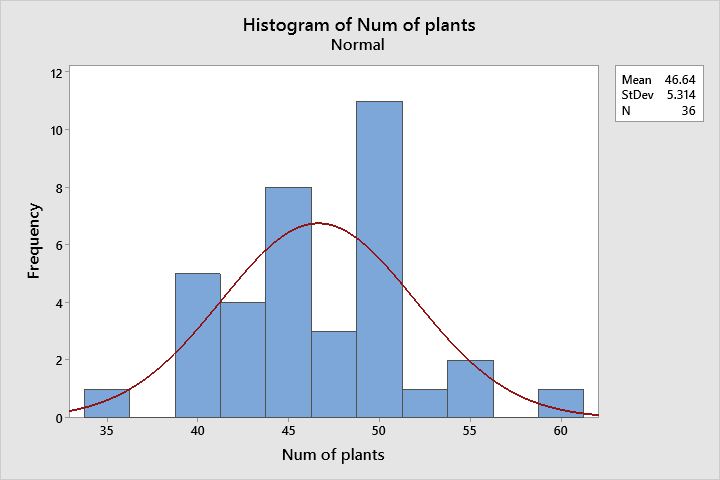 Histogram of Num of plants
Normal
Mean 46.64
StDev 5.314
N 36
12
10
8
6
4
2
0
Frequency
35 40 45 50 55 60
Num of plants